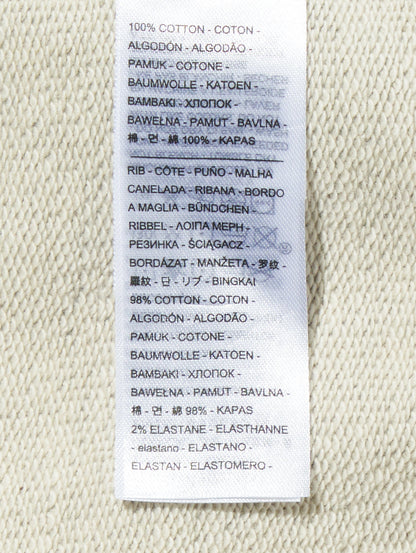 100% COTTON - COTON -
ALGODÓN - ALGODÃO -
PAMUK - COTONE -
BAUMWOLLE - KATOEN -
BAMBAKI - ХЛОПОК -
BAWEŁNA - PAMUT - BAVLNA -
棉 - 면 - 綿 100% - KAPAS
RIB - CÔTE - PUÑO - MALHA
CANELADA - RIBANA - BORDO
A MAGLIA - BÜNDCHEN -
RIBBEL - ΛΟΙΠΑ ΜΕΡΗ -
РЕЗИНКА - ŚCIĄGACZ -
BORDÁZAT - MANŽETA - 罗纹 -
羅紋 - 단 - リブ - BINGKAI
98% COTTON - COTON -
ALGODÓN - ALGODÃO -
PAMUK - COTONE -
BAUMWOLLE - KATOEN -
BAMBAKI - ХЛОПОК -
BAWEŁNA - PAMUT - BAVLNA -
棉 - 면 - 綿 98% - KAPAS
2% ELASTANE - ELASTHANNE
- elastano - ELASTANO -
ELASTAN - ELASTOMERO -